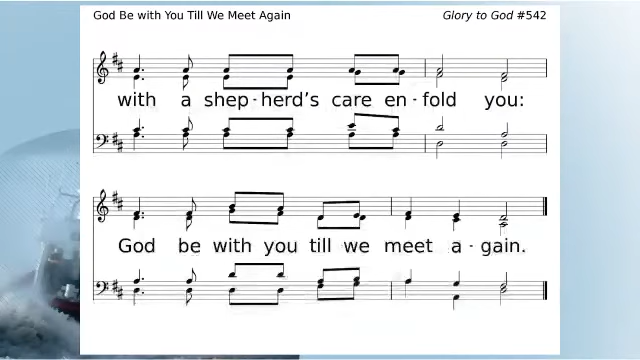 God Be with You Till We Meet Again
Glory to God #542
with a shep-herd's care en-fold you:
God be with you till we meet a-gain.